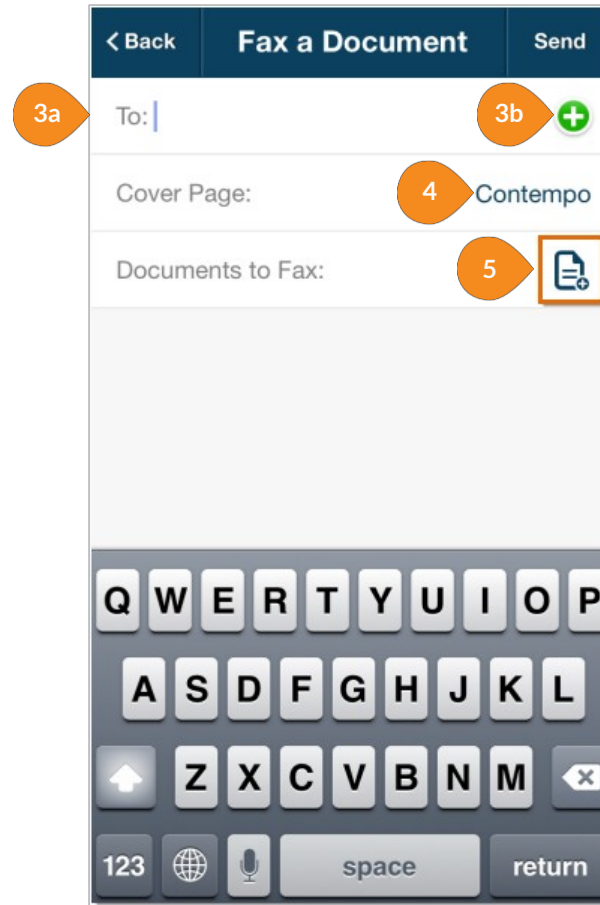 Back Fax a Document Send
3a To: 3b
Cover Page: 4 Contempo
Documents to Fax: 5
Q W E R T Y U I O P
A S D F G H J K L
Z X C V B N M
123 space return